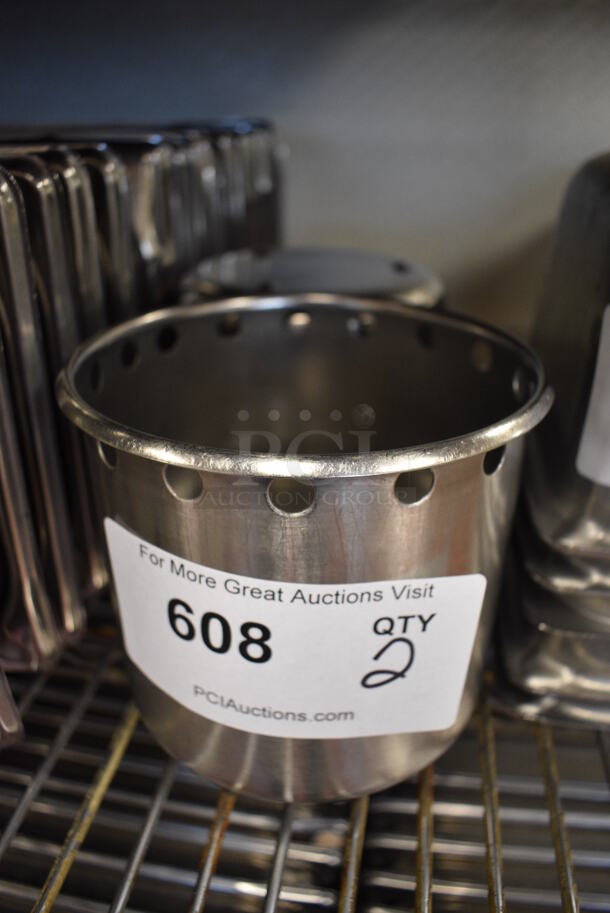 PCI
AUCTION GROUP
For More Great Auctions Visit
608
QTY
2
PCIAuctions.com